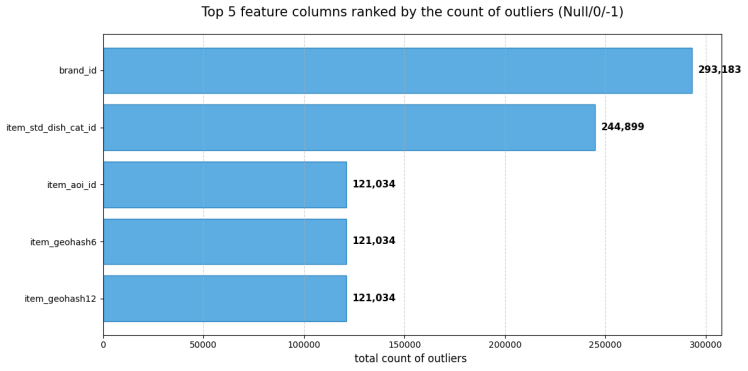 Top 5 feature columns ranked by the count of outliers (Null/0/-1)
brand_id 293,183
item_std_dish_cat_id 244,899
item_aoi_id 121,034
item_geohash6 121,034
item_geohash12 121,034
0 50000 100000 150000 200000 250000 300000
total count of outliers